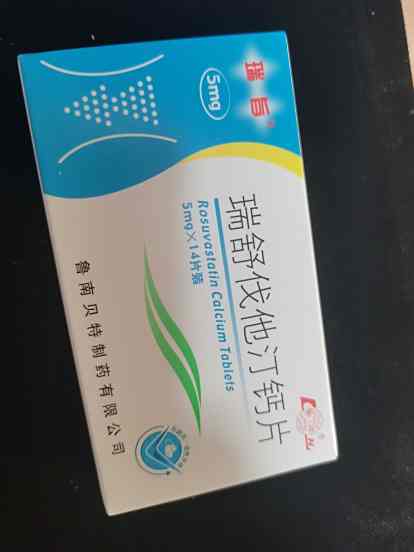 瑞旨®
5mg
瑞舒伐他汀钙片
Rosuvastatin Calcium Tablets
5mg×14片装
鲁南贝特制药有限公司